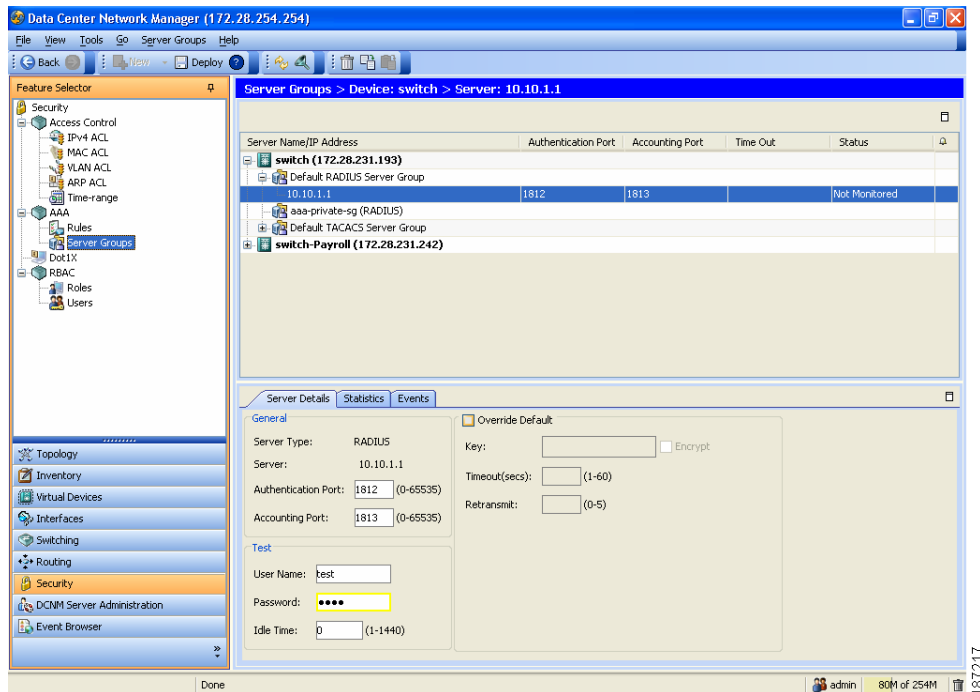 Data Center Network Manager (172.28.254.254)
File View Tools Go Server Groups Help
Back New Deploy
Feature Selector
Security
Access Control
IPv4 ACL
MAC ACL
VLAN ACL
ARP ACL
Time-range
AAA
Rules
Server Groups
Dot1X
RBAC
Roles
Users
Topology
Inventory
Virtual Devices
Interfaces
Switching
Routing
Security
DCNM Server Administration
Event Browser
Server Groups > Device: switch > Server: 10.10.1.1
Server Name/IP Address Authentication Port Accounting Port Time Out Status
switch (172.28.231.193)
Default RADIUS Server Group
10.10.1.1 1812 1813 Not Monitored
aaa-private-sg (RADIUS)
Default TACACS Server Group
switch-Payroll (172.28.231.242)
Server Details Statistics Events
General
Server Type: RADIUS
Server: 10.10.1.1
Authentication Port: 1812 (0-65535)
Accounting Port: 1813 (0-65535)
Test
User Name: test
Password: ●●●●
Idle Time: 0 (1-1440)
Override Default
Key: Encrypt
Timeout(secs): (1-60)
Retransmit: (0-5)
Done admin 80M of 254M